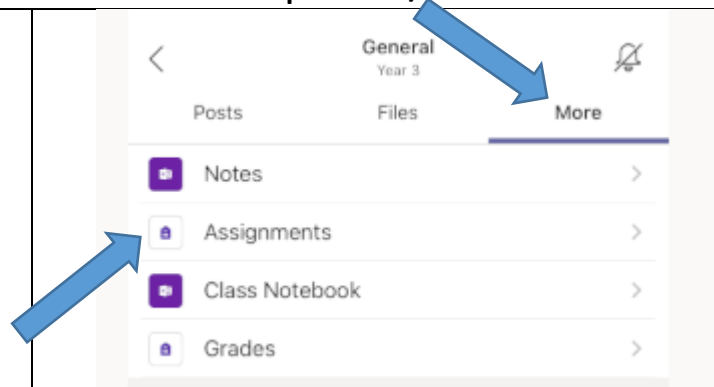 General
Year 3
Posts Files More
Notes
Assignments
Class Notebook
Grades